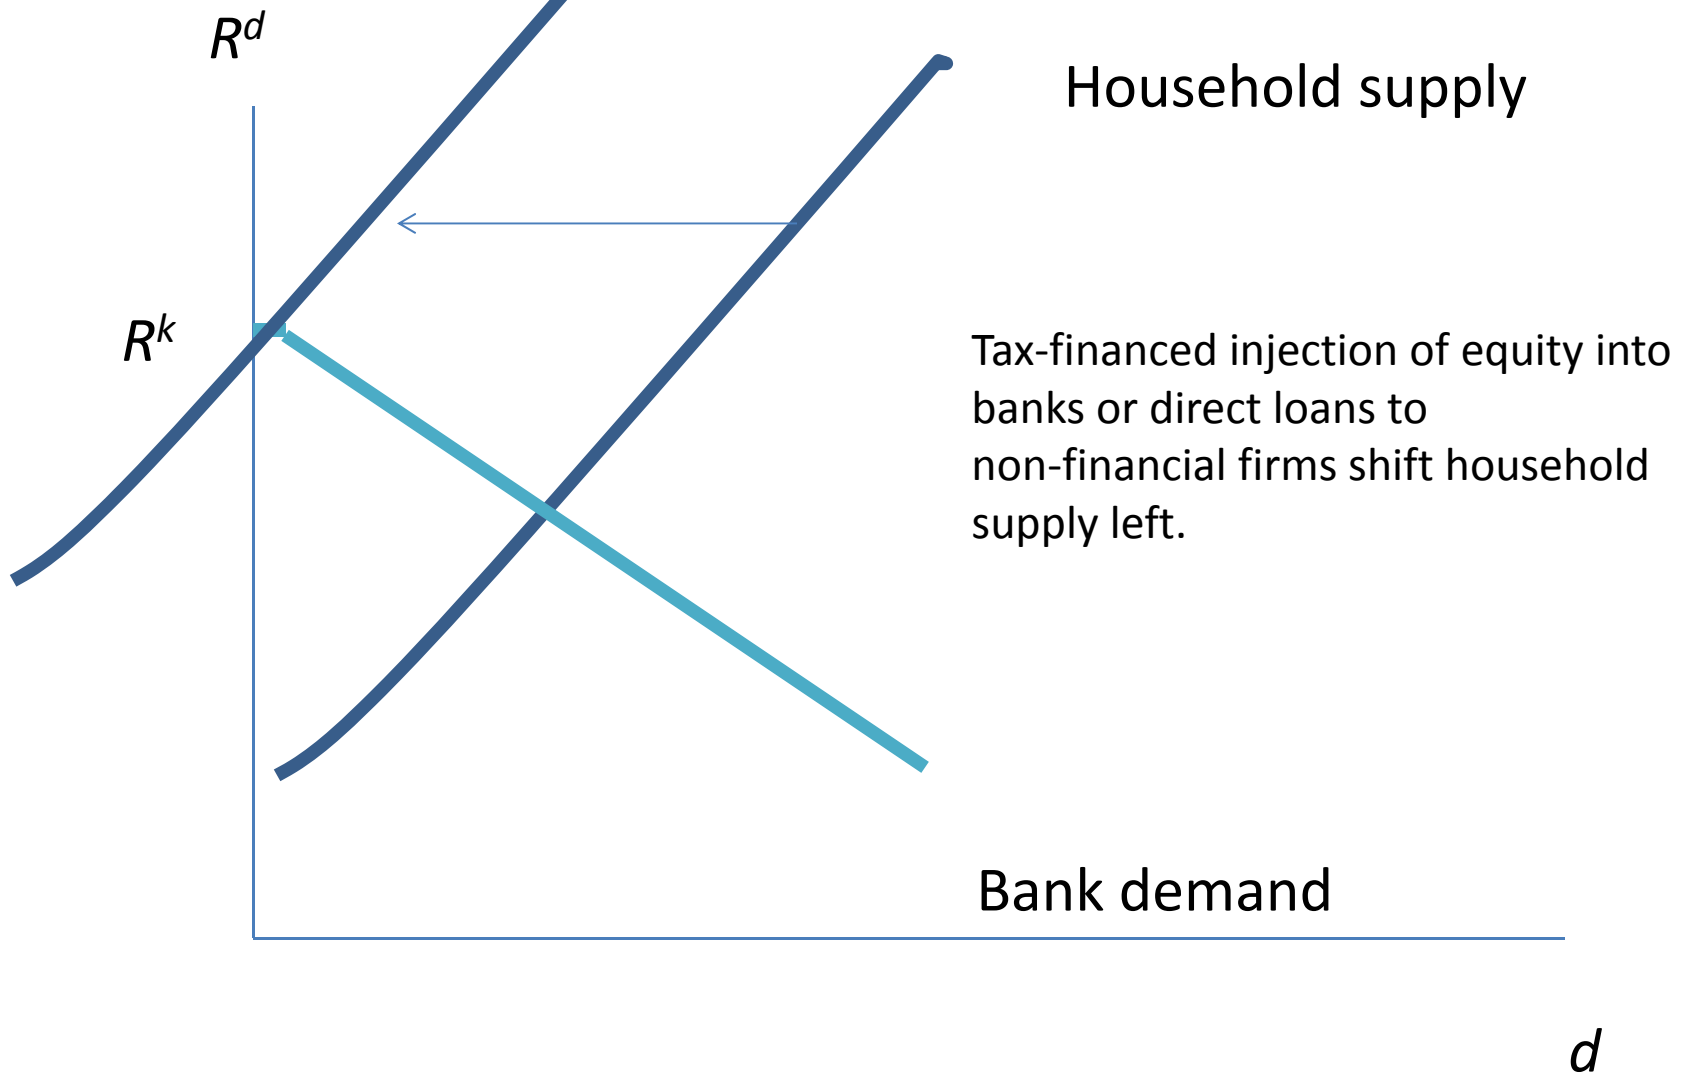 R^d
Household supply
R^k
Tax-financed injection of equity into
banks or direct loans to
non-financial firms shift household
supply left.
Bank demand
d